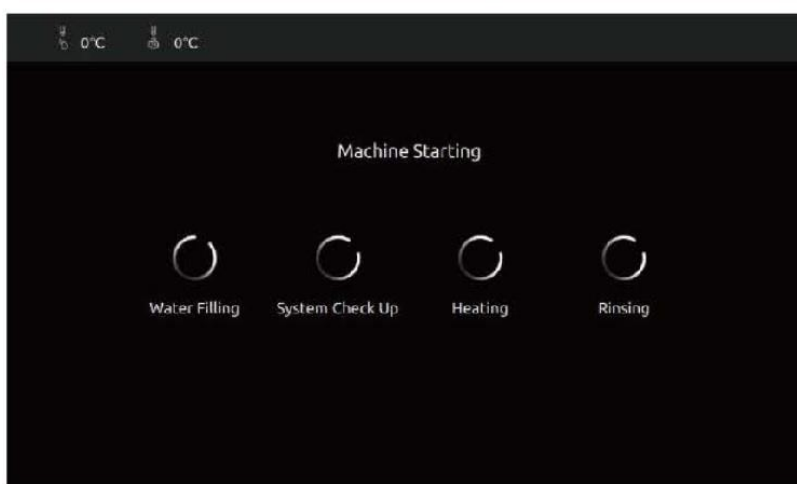 0°C 0°C
Machine Starting
Water Filling System Check Up Heating Rinsing